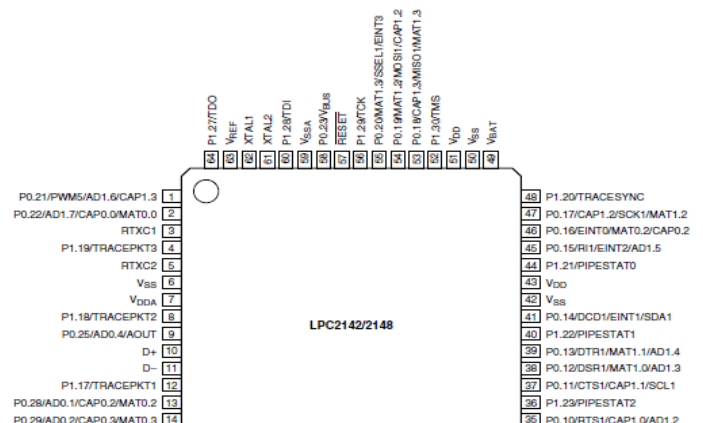 P1.27/TDO
VREF
XTAL1
XTAL2
P1.28/TDI
VSSA
P0.23/VBUS
RESET
P1.29/TCK
P0.20/MAT1.3/SSEL1/EINT3
P0.19/MAT1.2/MOSI1/CAP1.2
P0.18/CAP1.3/MISO1/MAT1.3
P1.30/TMS
VDD
VSS
VBAT
64 63 62 61 60 59 58 57 56 55 54 53 52 51 50 49
P0.21/PWM5/AD1.6/CAP1.3 1
P0.22/AD1.7/CAP0.0/MAT0.0 2
RTXC1 3
P1.19/TRACEPKT3 4
RTXC2 5
VSS 6
VDDA 7
P1.18/TRACEPKT2 8
P0.25/AD0.4/AOUT 9
D+ 10
D− 11
P1.17/TRACEPKT1 12
P0.28/AD0.1/CAP0.2/MAT0.2 13
P0.29/AD0.2/CAP0.3/MAT0.3 14
LPC2142/2148
48 P1.20/TRACESYNC
47 P0.17/CAP1.2/SCK1/MAT1.2
46 P0.16/EINT0/MAT0.2/CAP0.2
45 P0.15/RI1/EINT2/AD1.5
44 P1.21/PIPESTAT0
43 VDD
42 VSS
41 P0.14/DCD1/EINT1/SDA1
40 P1.22/PIPESTAT1
39 P0.13/DTR1/MAT1.1/AD1.4
38 P0.12/DSR1/MAT1.0/AD1.3
37 P0.11/CTS1/CAP1.1/SCL1
36 P1.23/PIPESTAT2
35 P0.10/RTS1/CAP1.0/AD1.2